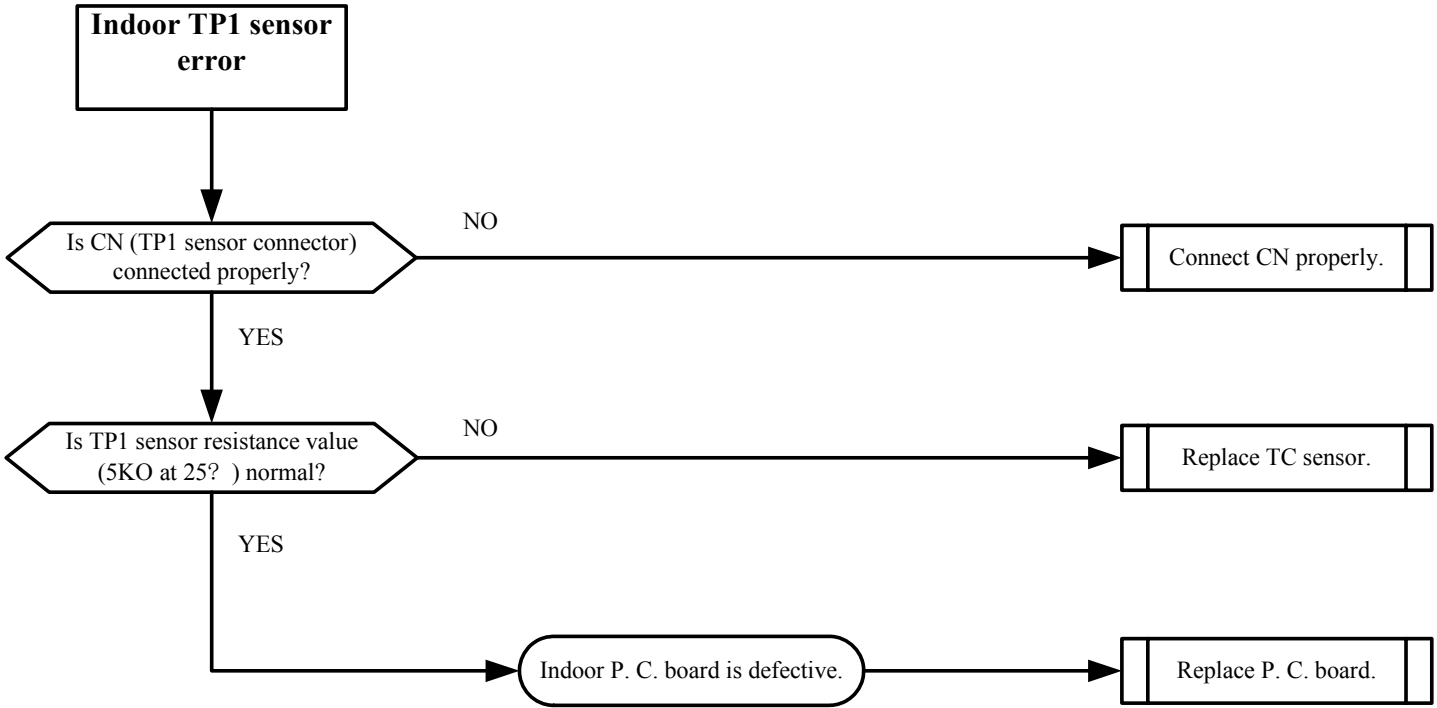 Indoor TP1 sensor
error
NO
Is CN (TP1 sensor connector)
connected properly?
Connect CN properly.
YES
NO
Is TP1 sensor resistance value
(5KO at 25? ) normal?
Replace TC sensor.
YES
Indoor P. C. board is defective.
Replace P. C. board.